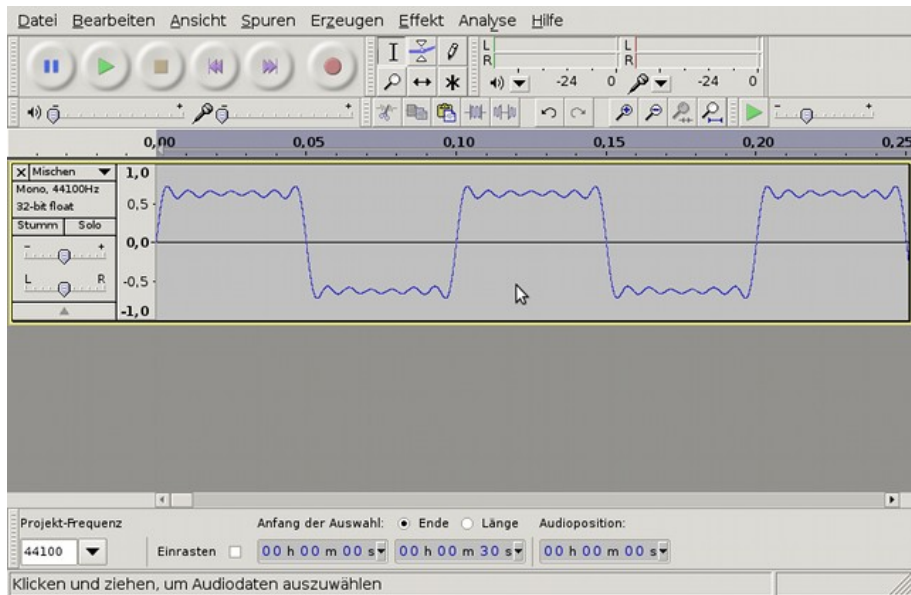 Datei Bearbeiten Ansicht Spuren Erzeugen Effekt Analyse Hilfe
L
R
-24 0
L
R
-24 0
- +
0,00 0,05 0,10 0,15 0,20 0,25
X Mischen
Mono, 44100Hz
32-bit float
Stumm Solo
- +
L R
1,0
0,5
0,0
-0,5
-1,0
Projekt-Frequenz Anfang der Auswahl: Ende Länge Audioposition:
44100 Einrasten 00 h 00 m 00 s 00 h 00 m 30 s 00 h 00 m 00 s
Klicken und ziehen, um Audiodaten auszuwählen